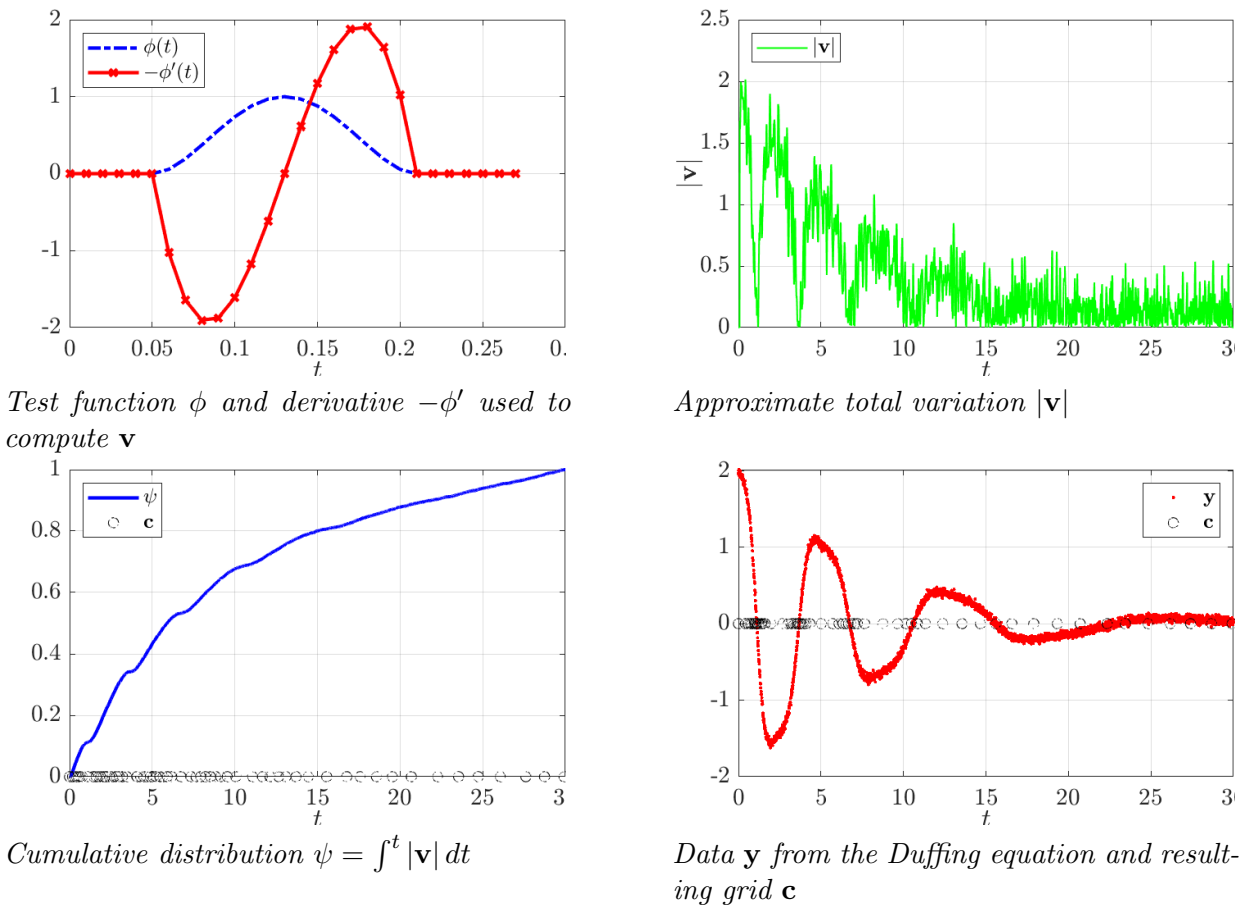 2
1
0
-1
-2
0
0.05
0.1
0.15
0.2
0.25
0.
t
ϕ(t)
−ϕ′(t)
Test function ϕ and derivative −ϕ′ used to
compute v
2.5
2
1.5
1
0.5
0
|v|
0
5
10
15
20
25
30
t
|v|
Approximate total variation |v|
1
0.8
0.6
0.4
0.2
0
0
5
10
15
20
25
3
t
ψ
c
Cumulative distribution ψ = ∫ᵗ |v| dt
2
1
0
-1
-2
0
5
10
15
20
25
30
t
y
c
Data y from the Duffing equation and result-
ing grid c